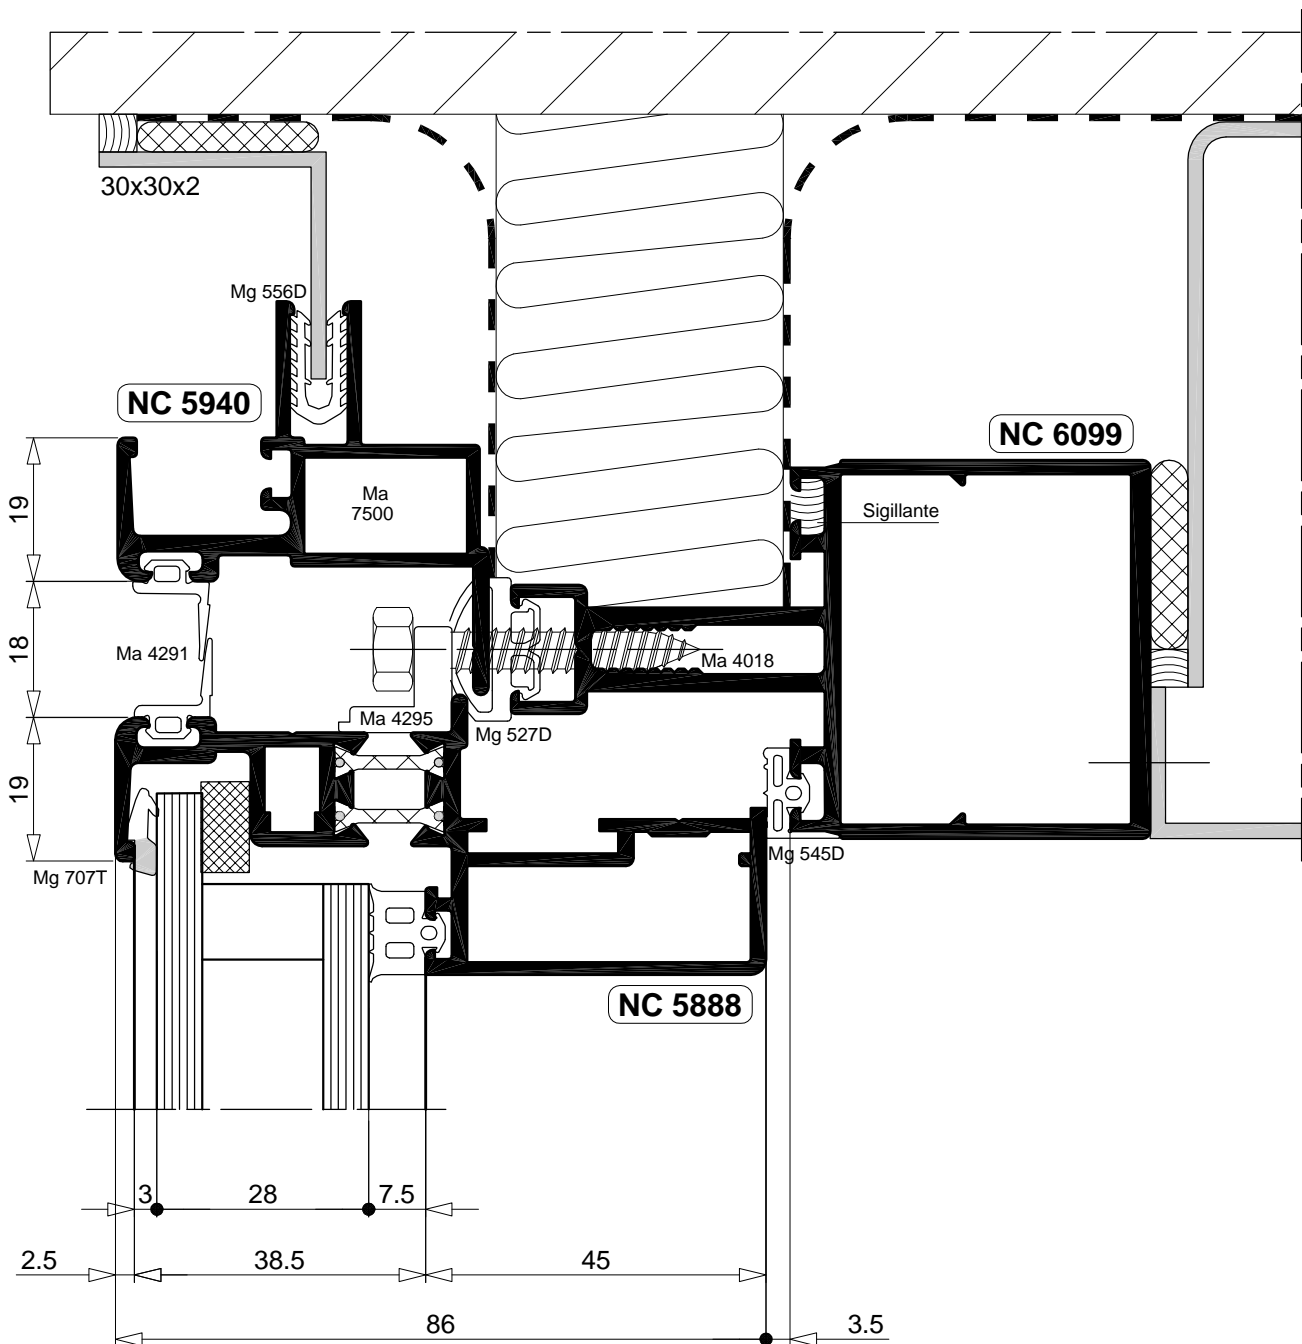 30x30x2
Mg 556D
NC 5940
NC 6099
19
Ma
7500
Sigillante
18
Ma 4291
Ma 4018
Ma 4295
Mg 527D
19
Mg 545D
Mg 707T
NC 5888
3
28
7.5
2.5
38.5
45
86
3.5